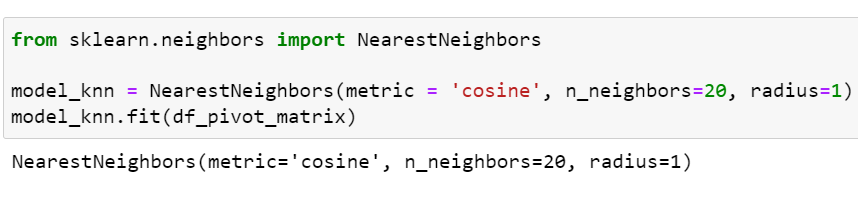 from sklearn.neighbors import NearestNeighbors
model_knn = NearestNeighbors(metric = 'cosine', n_neighbors=20, radius=1)
model_knn.fit(df_pivot_matrix)
NearestNeighbors(metric='cosine', n_neighbors=20, radius=1)